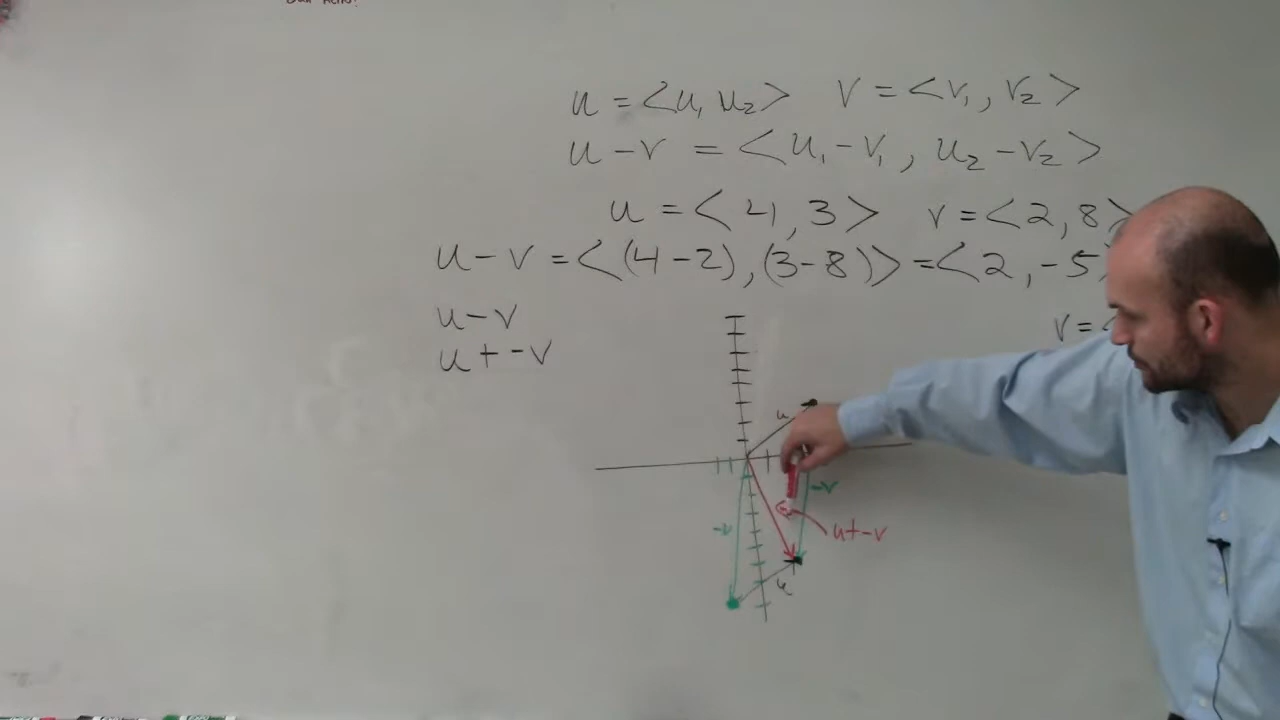 u = <u₁ u₂> v = <v₁, v₂>
u - v = <u₁ - v₁, u₂ - v₂>
u = <4, 3> v = <2, 8>
u - v = <(4 - 2), (3 - 8)> = <2, -5
u - v
v = <
u + -v
u
-v
-v
u + -v
u